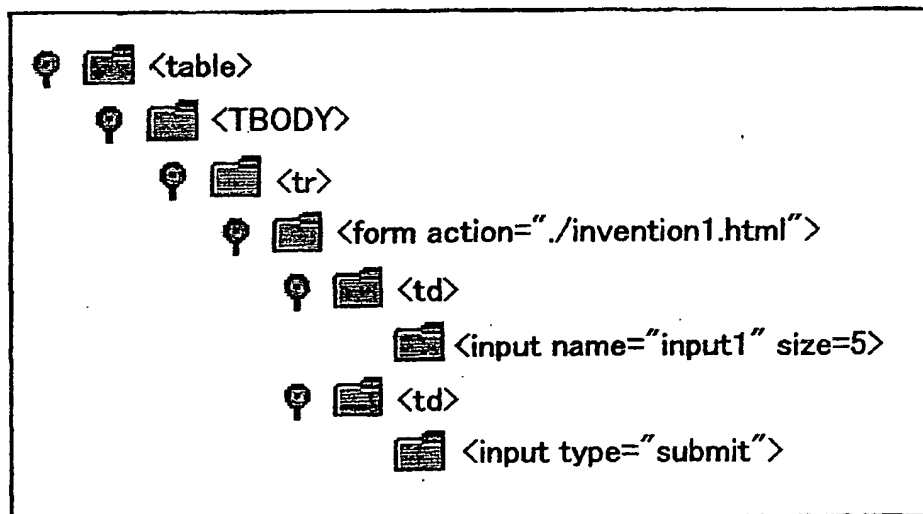 <table>
<TBODY>
<tr>
<form action="./invention1.html">
<td>
<input name="input1" size=5>
<td>
<input type="submit">